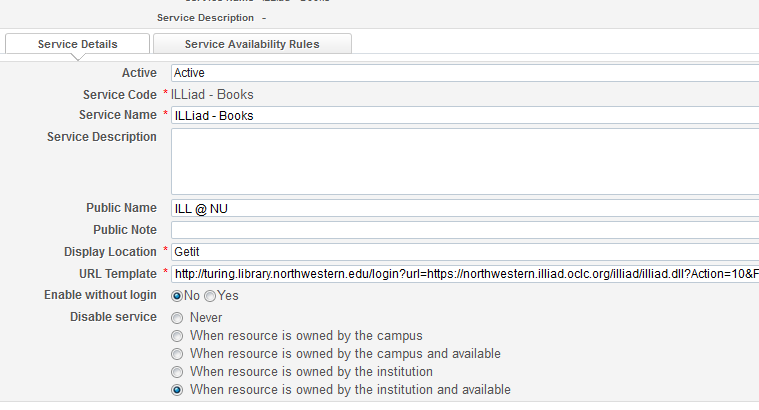 Service Name ILLiad - Books
Service Description -
Service Details Service Availability Rules
Active Active
Service Code * ILLiad - Books
Service Name * ILLiad - Books
Service Description
Public Name ILL @ NU
Public Note
Display Location * Getit
URL Template * http://turing.library.northwestern.edu/login?url=https://northwestern.illiad.oclc.org/illiad/illiad.dll?Action=10&F
Enable without login No Yes
Disable service Never
When resource is owned by the campus
When resource is owned by the campus and available
When resource is owned by the institution
When resource is owned by the institution and available